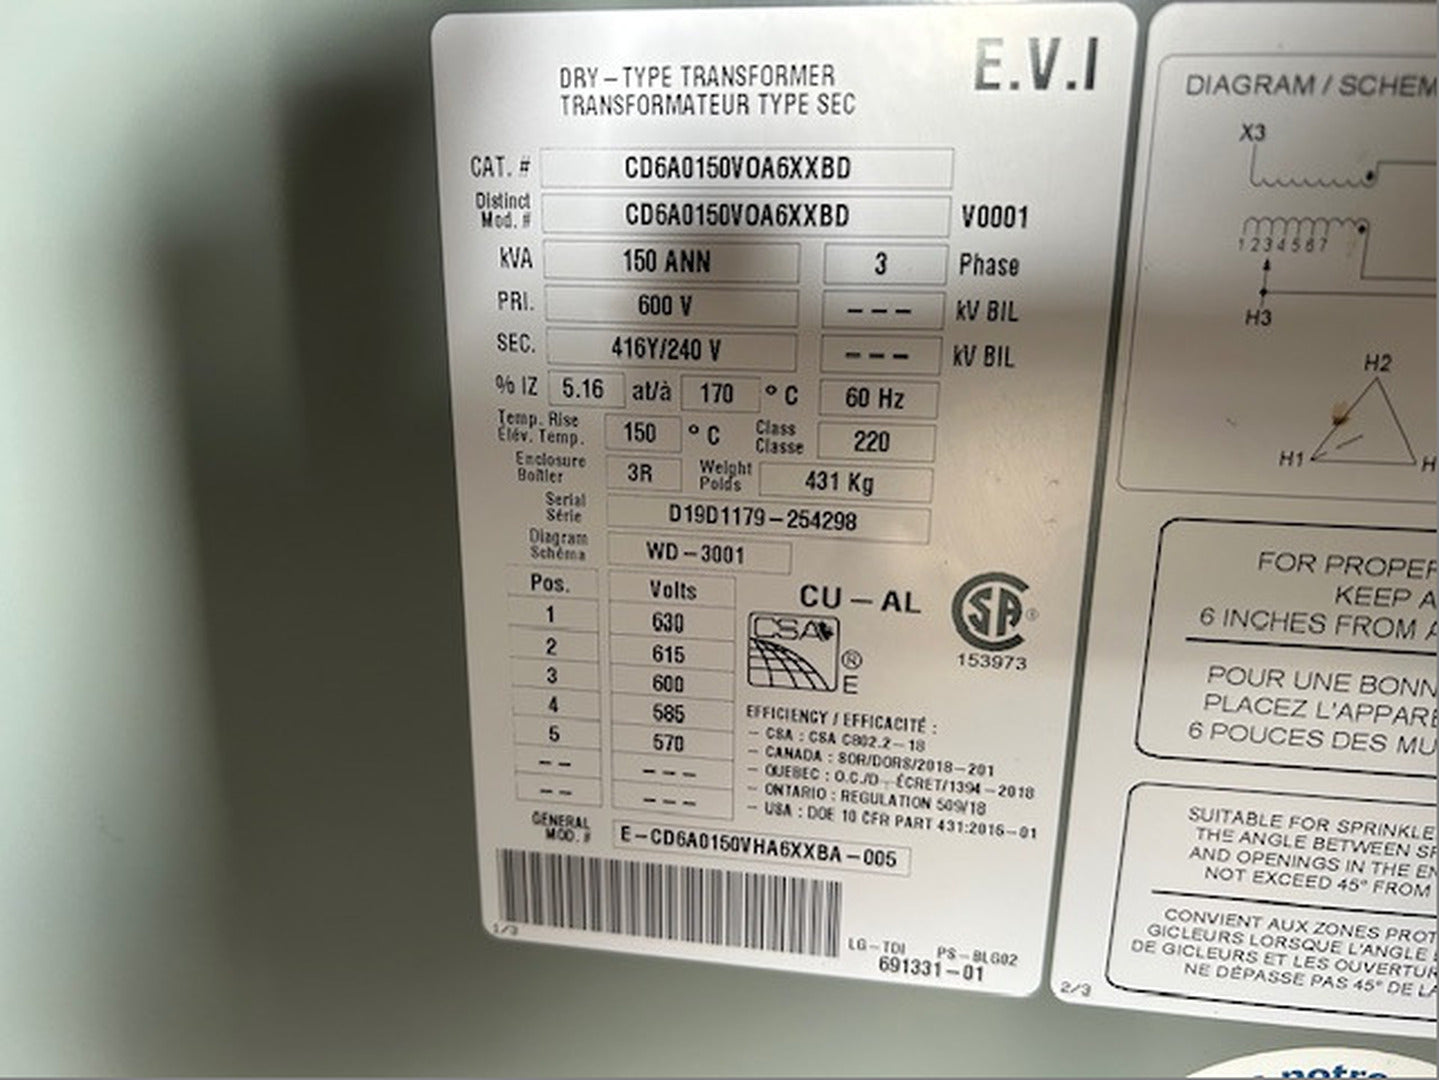 E.V.I
DRY-TYPE TRANSFORMER
TRANSFORMATEUR TYPE SEC
CAT. # CD6A0150VOA6XXBD
Distinct Mod. # CD6A0150VOA6XXBD V0001
kVA 150 ANN 3 Phase
PRI. 600 V --- kV BIL
SEC. 416Y/240 V --- kV BIL
% IZ 5.16 at/à 170 °C 60 Hz
Temp. Rise Élév. Temp. 150 °C Class Classe 220
Enclosure Boîtier 3R Weight Poids 431 Kg
Serial Série D19D1179-254298
Diagram Schéma WD-3001
Pos. Volts
1 630
2 615
3 600
4 585
5 570
-- ---
-- ---
CU-AL
CSA ® E
CSA ®
153973
EFFICIENCY / EFFICACITÉ :
- CSA : CSA C802.2-18
- CANADA : SOR/DORS/2018-201
- QUEBEC : O.C./D. ÉCRET/1394-2018
- ONTARIO : REGULATION 509/18
- USA : DOE 10 CFR PART 431:2016-01
GENERAL MOD. # E-CD6A0150VHA6XXBA-005
1/3
LG-TDI PS-BLG02
691331-01
DIAGRAM / SCHEM
X3
1 2 3 4 5 6 7
H3
H2
H1 H
FOR PROPER
KEEP A
6 INCHES FROM A
POUR UNE BONN
PLACEZ L'APPARE
6 POUCES DES MU
SUITABLE FOR SPRINKLE
THE ANGLE BETWEEN SP
AND OPENINGS IN THE EN
NOT EXCEED 45° FROM
CONVIENT AUX ZONES PROT
GICLEURS LORSQUE L'ANGLE
DE GICLEURS ET LES OUVERTUR
NE DÉPASSE PAS 45° DE LA
2/3
notre